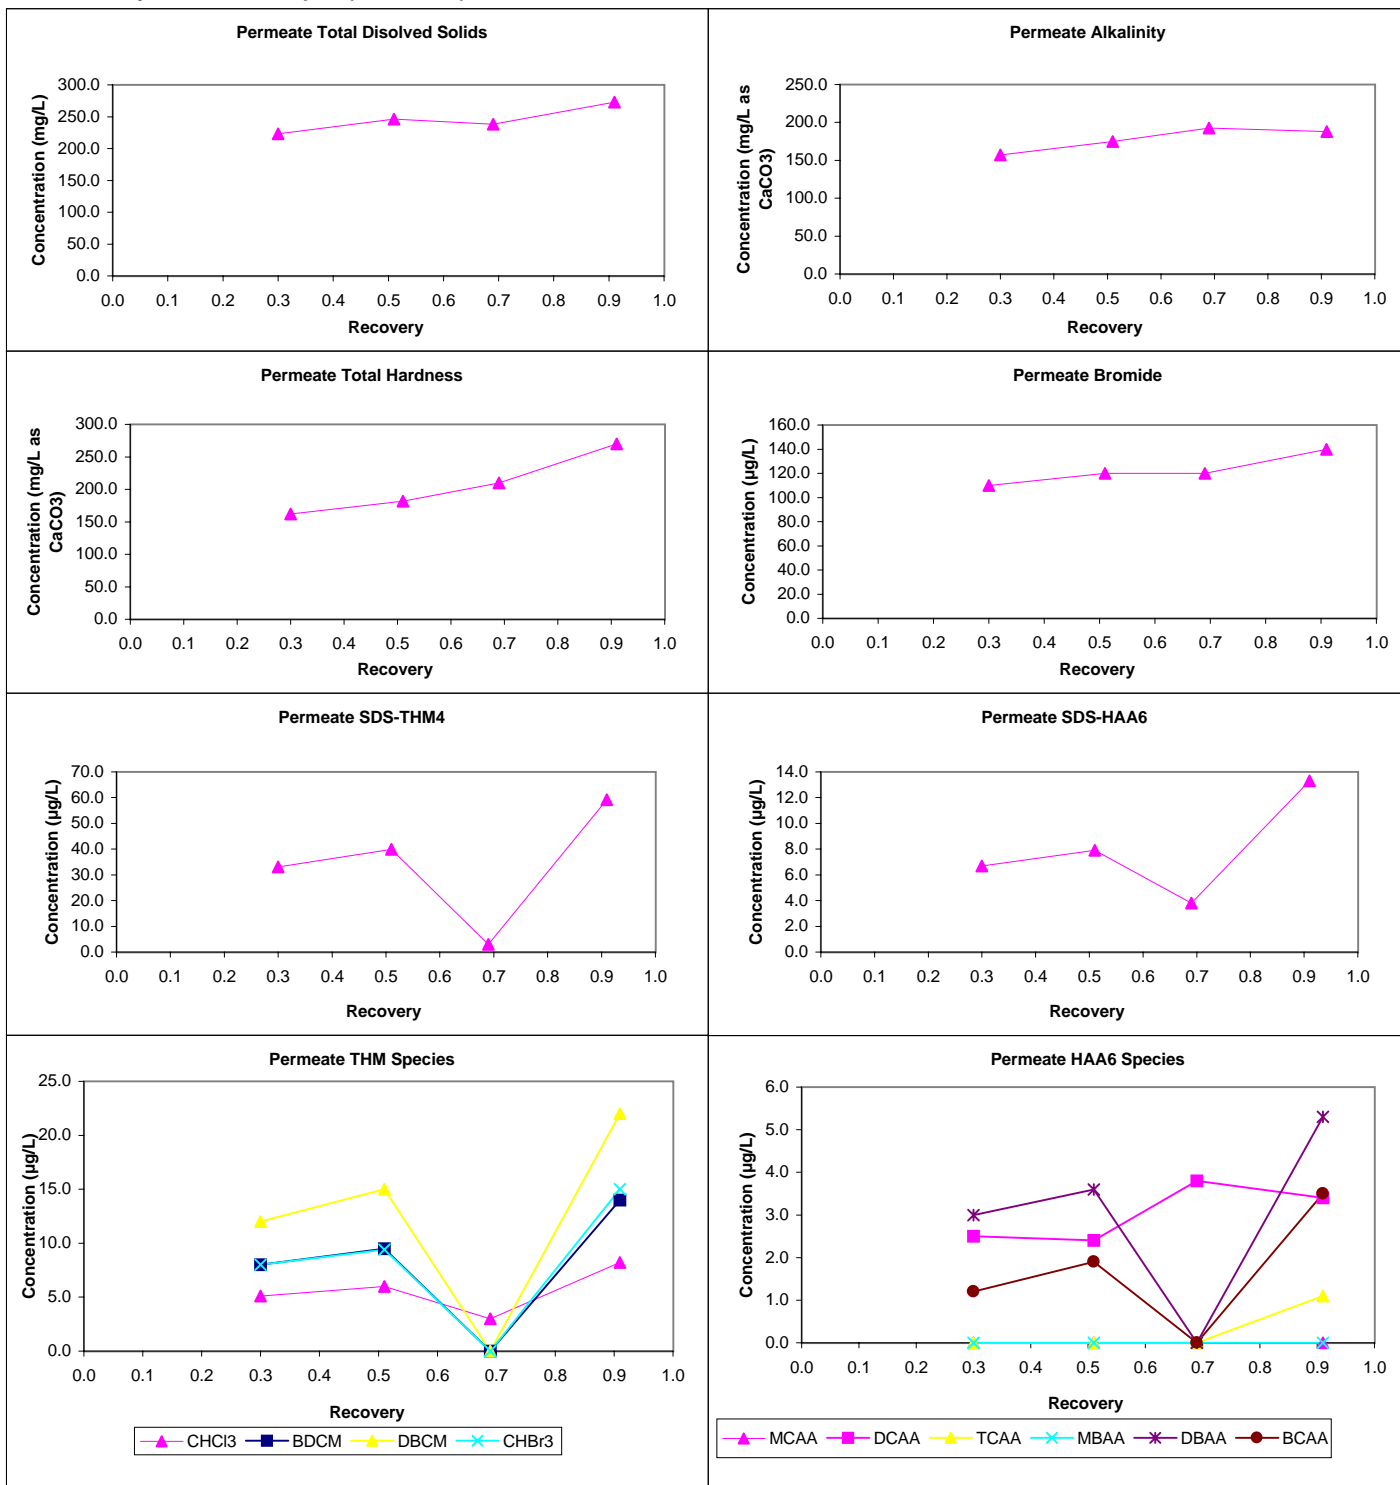 Permeate Total Disolved Solids
Concentration (mg/L)
300.0
250.0
200.0
150.0
100.0
50.0
0.0
0.0 0.1 0.2 0.3 0.4 0.5 0.6 0.7 0.8 0.9 1.0
Recovery
Permeate Alkalinity
Concentration (mg/L as
CaCO3)
250.0
200.0
150.0
100.0
50.0
0.0
0.0 0.1 0.2 0.3 0.4 0.5 0.6 0.7 0.8 0.9 1.0
Recovery
Permeate Total Hardness
Concentration (mg/L as
CaCO3)
300.0
250.0
200.0
150.0
100.0
50.0
0.0
0.0 0.1 0.2 0.3 0.4 0.5 0.6 0.7 0.8 0.9 1.0
Recovery
Permeate Bromide
Concentration (µg/L)
160.0
140.0
120.0
100.0
80.0
60.0
40.0
20.0
0.0
0.0 0.1 0.2 0.3 0.4 0.5 0.6 0.7 0.8 0.9 1.0
Recovery
Permeate SDS-THM4
Concentration (µg/L)
70.0
60.0
50.0
40.0
30.0
20.0
10.0
0.0
0.0 0.1 0.2 0.3 0.4 0.5 0.6 0.7 0.8 0.9 1.0
Recovery
Permeate SDS-HAA6
Concentration (µg/L)
14.0
12.0
10.0
8.0
6.0
4.0
2.0
0.0
0.0 0.1 0.2 0.3 0.4 0.5 0.6 0.7 0.8 0.9 1.0
Recovery
Permeate THM Species
Concentration (µg/L)
25.0
20.0
15.0
10.0
5.0
0.0
0.0 0.1 0.2 0.3 0.4 0.5 0.6 0.7 0.8 0.9 1.0
Recovery
CHCl3 BDCM DBCM CHBr3
Permeate HAA6 Species
Concentration (µg/L)
6.0
5.0
4.0
3.0
2.0
1.0
0.0
0.0 0.1 0.2 0.3 0.4 0.5 0.6 0.7 0.8 0.9 1.0
Recovery
MCAA DCAA TCAA MBAA DBAA BCAA